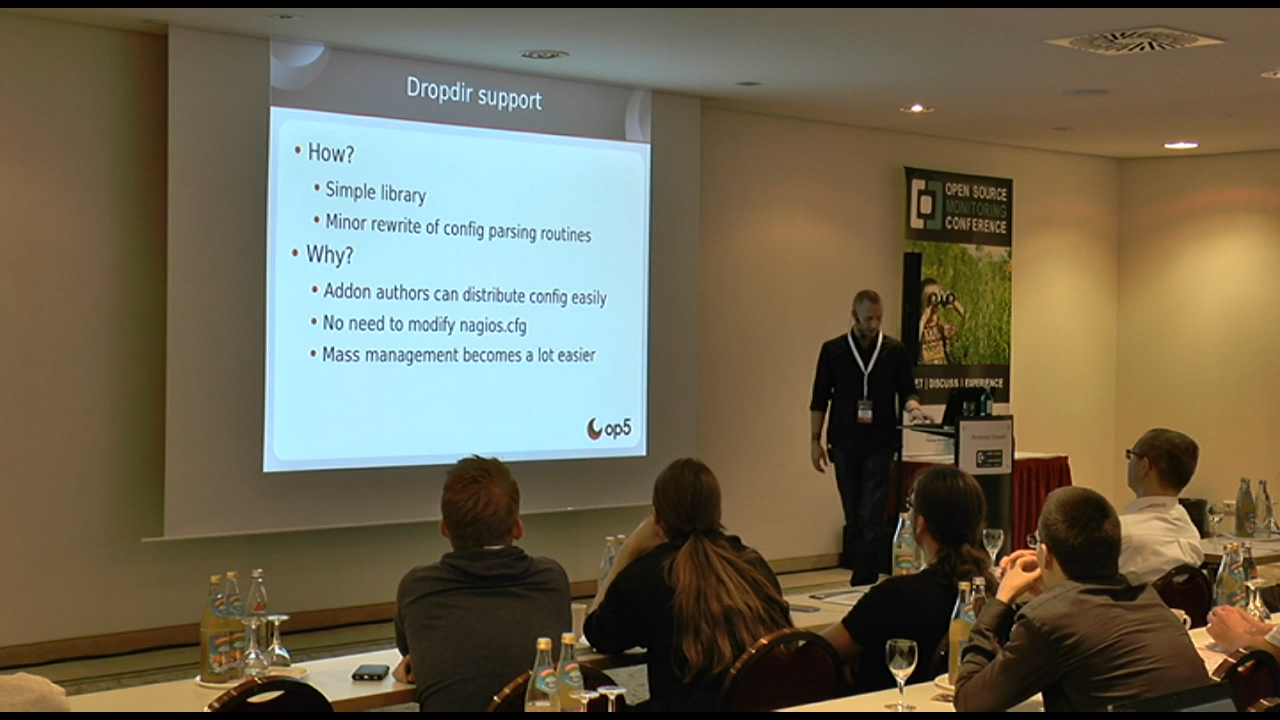 Dropdir support
• How?
• Simple library
• Minor rewrite of config parsing routines
• Why?
• Addon authors can distribute config easily
• No need to modify nagios.cfg
• Mass management becomes a lot easier
op5
OPEN SOURCE
MONITORING
CONFERENCE
| DISCUSS | EXPERIENCE